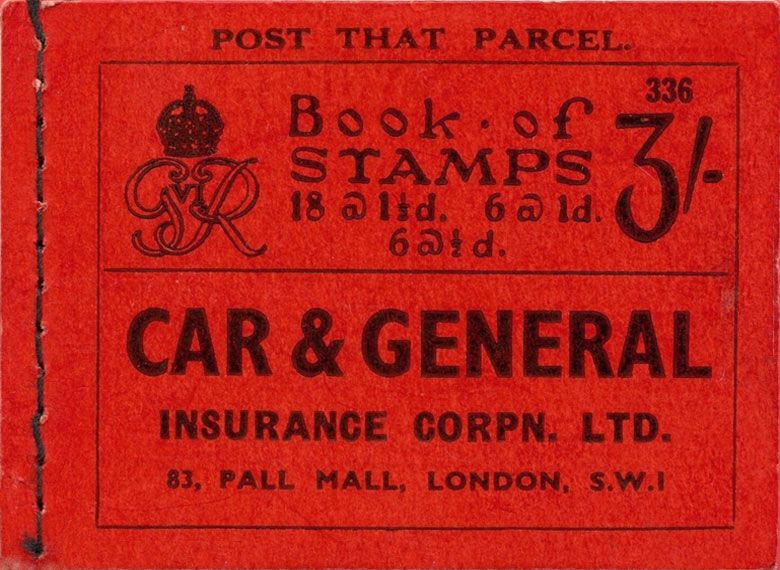 POST THAT PARCEL.
336
GVIR
Book · of
STAMPS
3/-
18 @ 1½d. 6 @ 1d.
6 @ ½d.
CAR & GENERAL
INSURANCE CORPN. LTD.
83, PALL MALL, LONDON, S.W.1